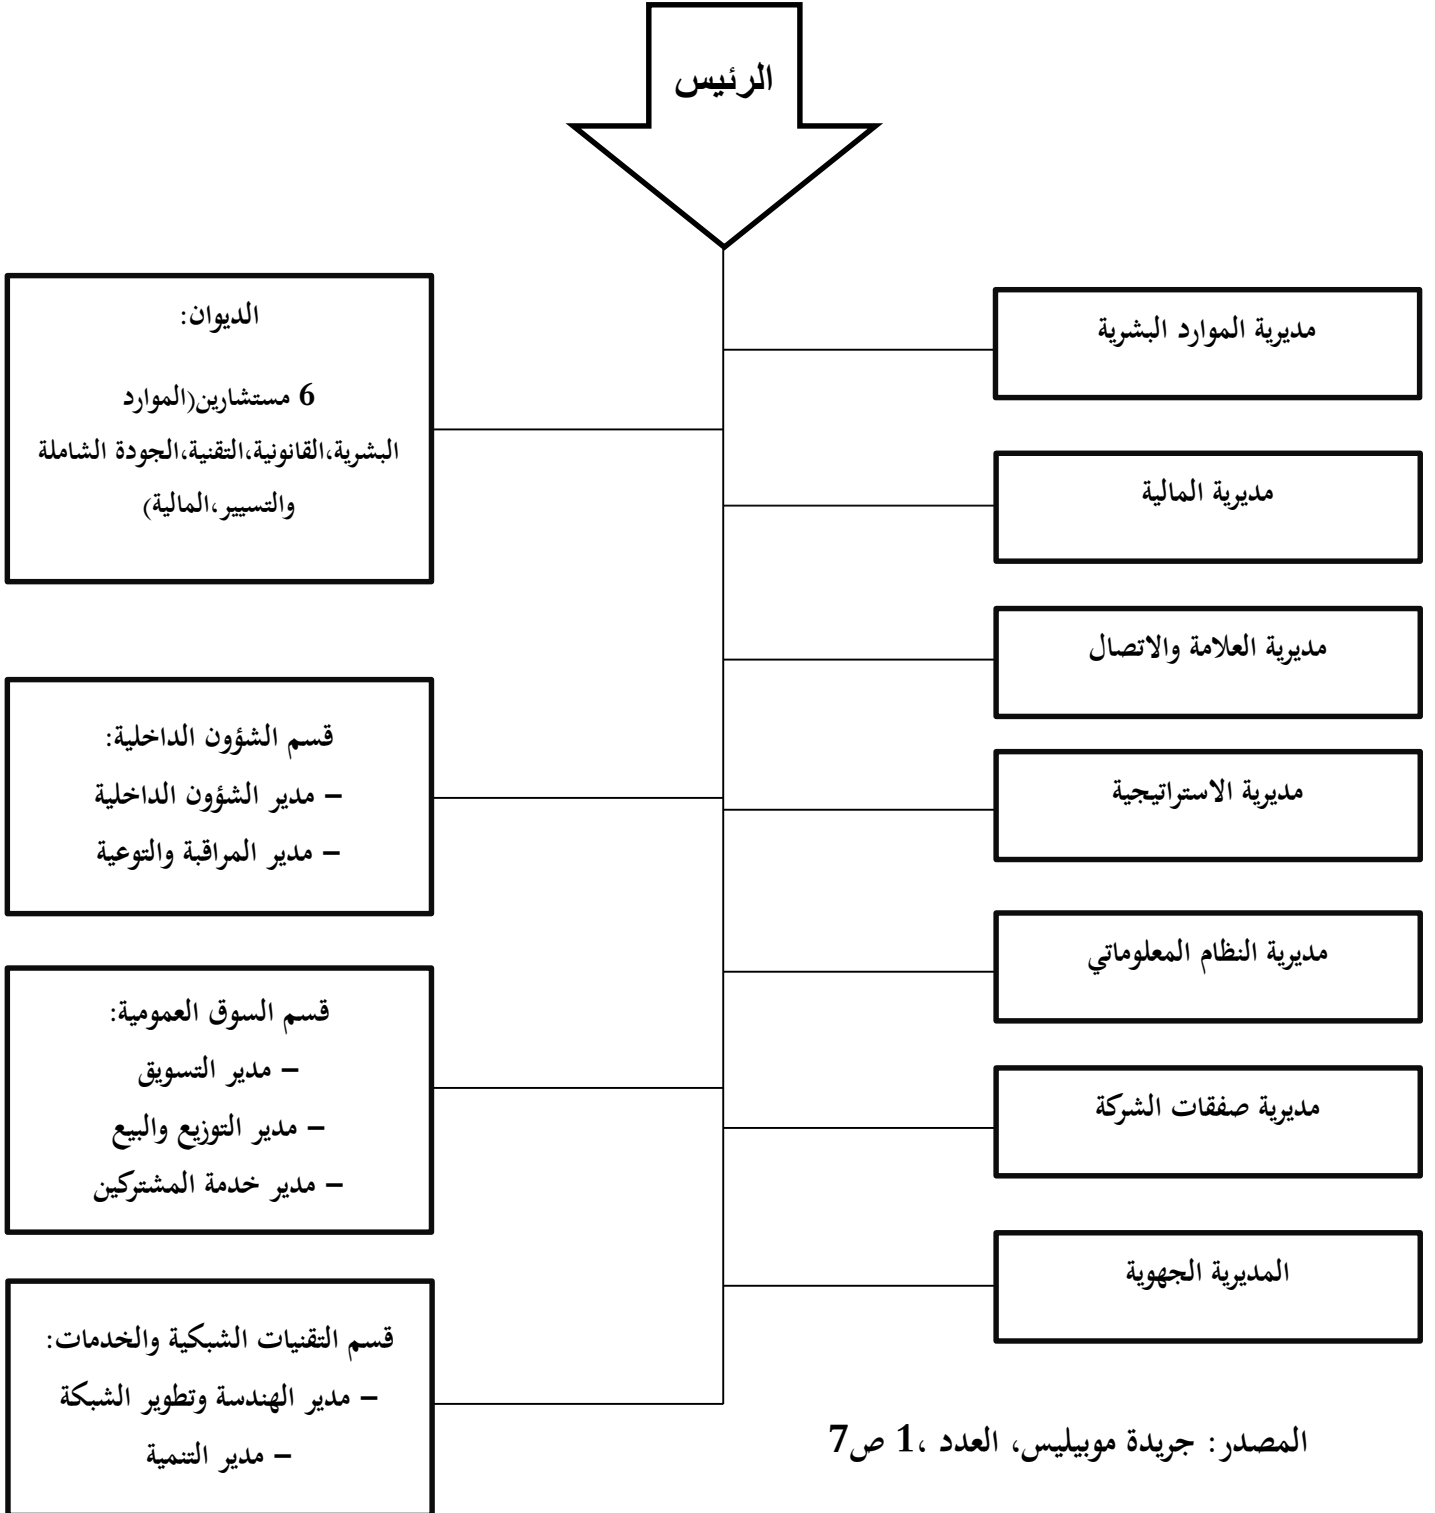 الرئيس
مديرية الموارد البشرية
مديرية المالية
مديرية العلامة والاتصال
مديرية الاستراتيجية
مديرية النظام المعلوماتي
مديرية صفقات الشركة
المديرية الجهوية
الديوان:
6 مستشارين(الموارد
البشرية،القانونية،التقنية،الجودة الشاملة
والتسيير،المالية)
قسم الشؤون الداخلية:
– مدير الشؤون الداخلية
– مدير المراقبة والتوعية
قسم السوق العمومية:
– مدير التسويق
– مدير التوزيع والبيع
– مدير خدمة المشتركين
قسم التقنيات الشبكية والخدمات:
– مدير الهندسة وتطوير الشبكة
– مدير التنمية
المصدر: جريدة موبيليس، العدد ،1 ص7